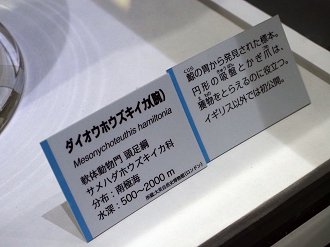 ダイオウホウズキイカ(腕)
Mesonychoteuthis hamiltonia
軟体動物門 頭足綱
サメハダホウズキイカ科
分布：南極海
水深：500～2000 m
鯨の胃から発見された標本。
円形の吸盤とかぎ爪は、
獲物をとらえるのに役立つ。
イギリス以外では初公開。